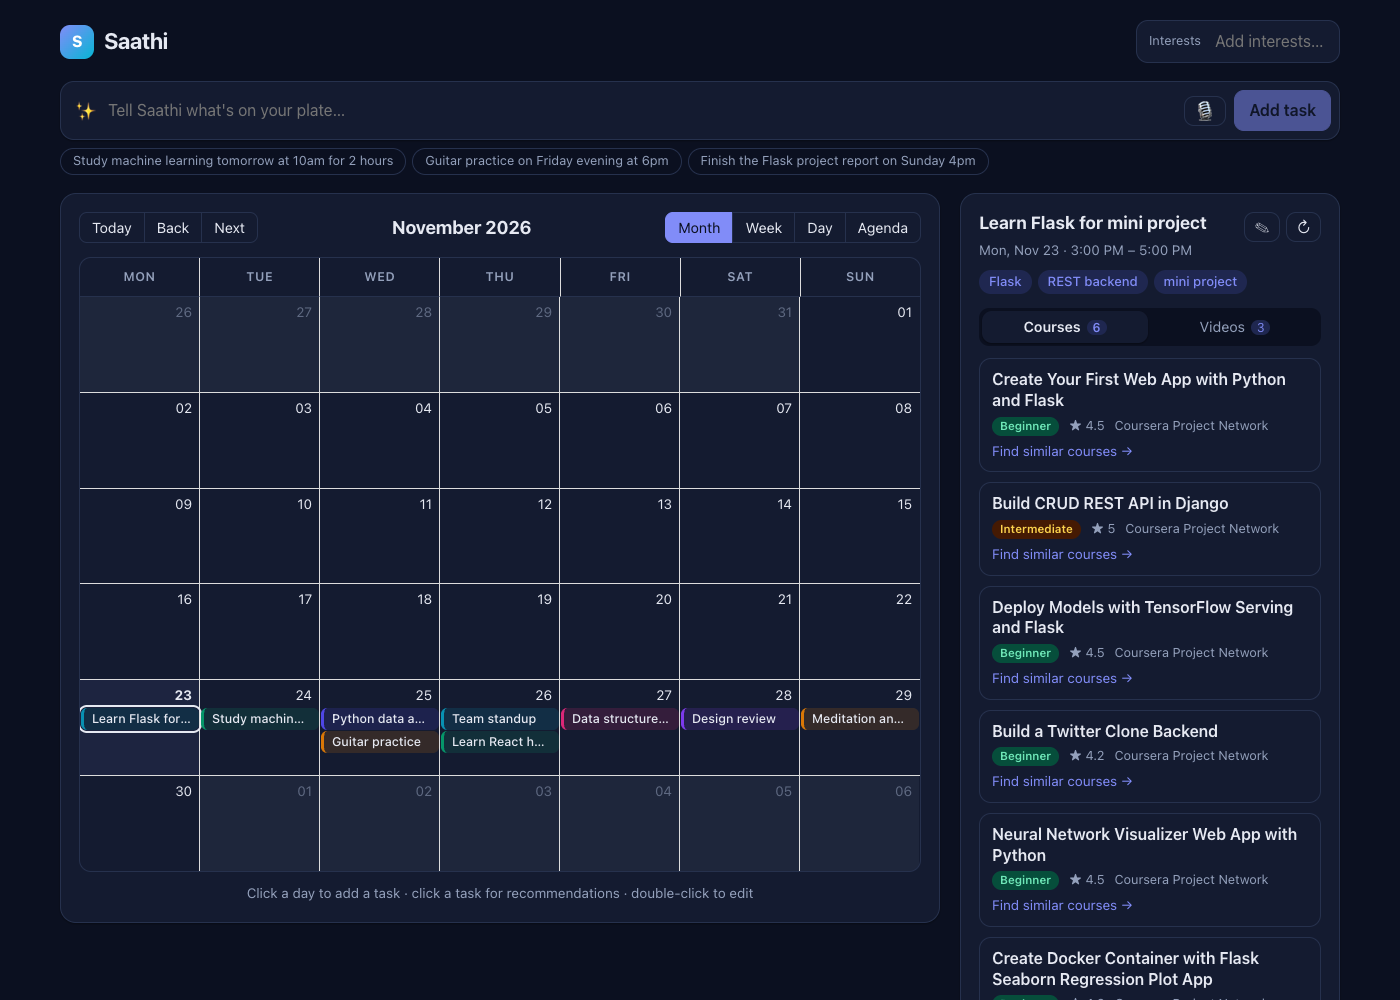 S Saathi
Interests Add interests...
Tell Saathi what's on your plate...
Add task
Study machine learning tomorrow at 10am for 2 hours
Guitar practice on Friday evening at 6pm
Finish the Flask project report on Sunday 4pm
Today Back Next
November 2026
Month Week Day Agenda
MON TUE WED THU FRI SAT SUN
26 27 28 29 30 31 01
02 03 04 05 06 07 08
09 10 11 12 13 14 15
16 17 18 19 20 21 22
23 24 25 26 27 28 29
Learn Flask for... Study machin... Python data a... Team standup Data structure... Design review Meditation an...
Guitar practice Learn React h...
30 01 02 03 04 05 06
Click a day to add a task · click a task for recommendations · double-click to edit
Learn Flask for mini project
Mon, Nov 23 · 3:00 PM – 5:00 PM
Flask REST backend mini project
Courses 6 Videos 3
Create Your First Web App with Python
and Flask
Beginner ★ 4.5 Coursera Project Network
Find similar courses →
Build CRUD REST API in Django
Intermediate ★ 5 Coursera Project Network
Find similar courses →
Deploy Models with TensorFlow Serving
and Flask
Beginner ★ 4.5 Coursera Project Network
Find similar courses →
Build a Twitter Clone Backend
Beginner ★ 4.2 Coursera Project Network
Find similar courses →
Neural Network Visualizer Web App with
Python
Beginner ★ 4.5 Coursera Project Network
Find similar courses →
Create Docker Container with Flask
Seaborn Regression Plot App